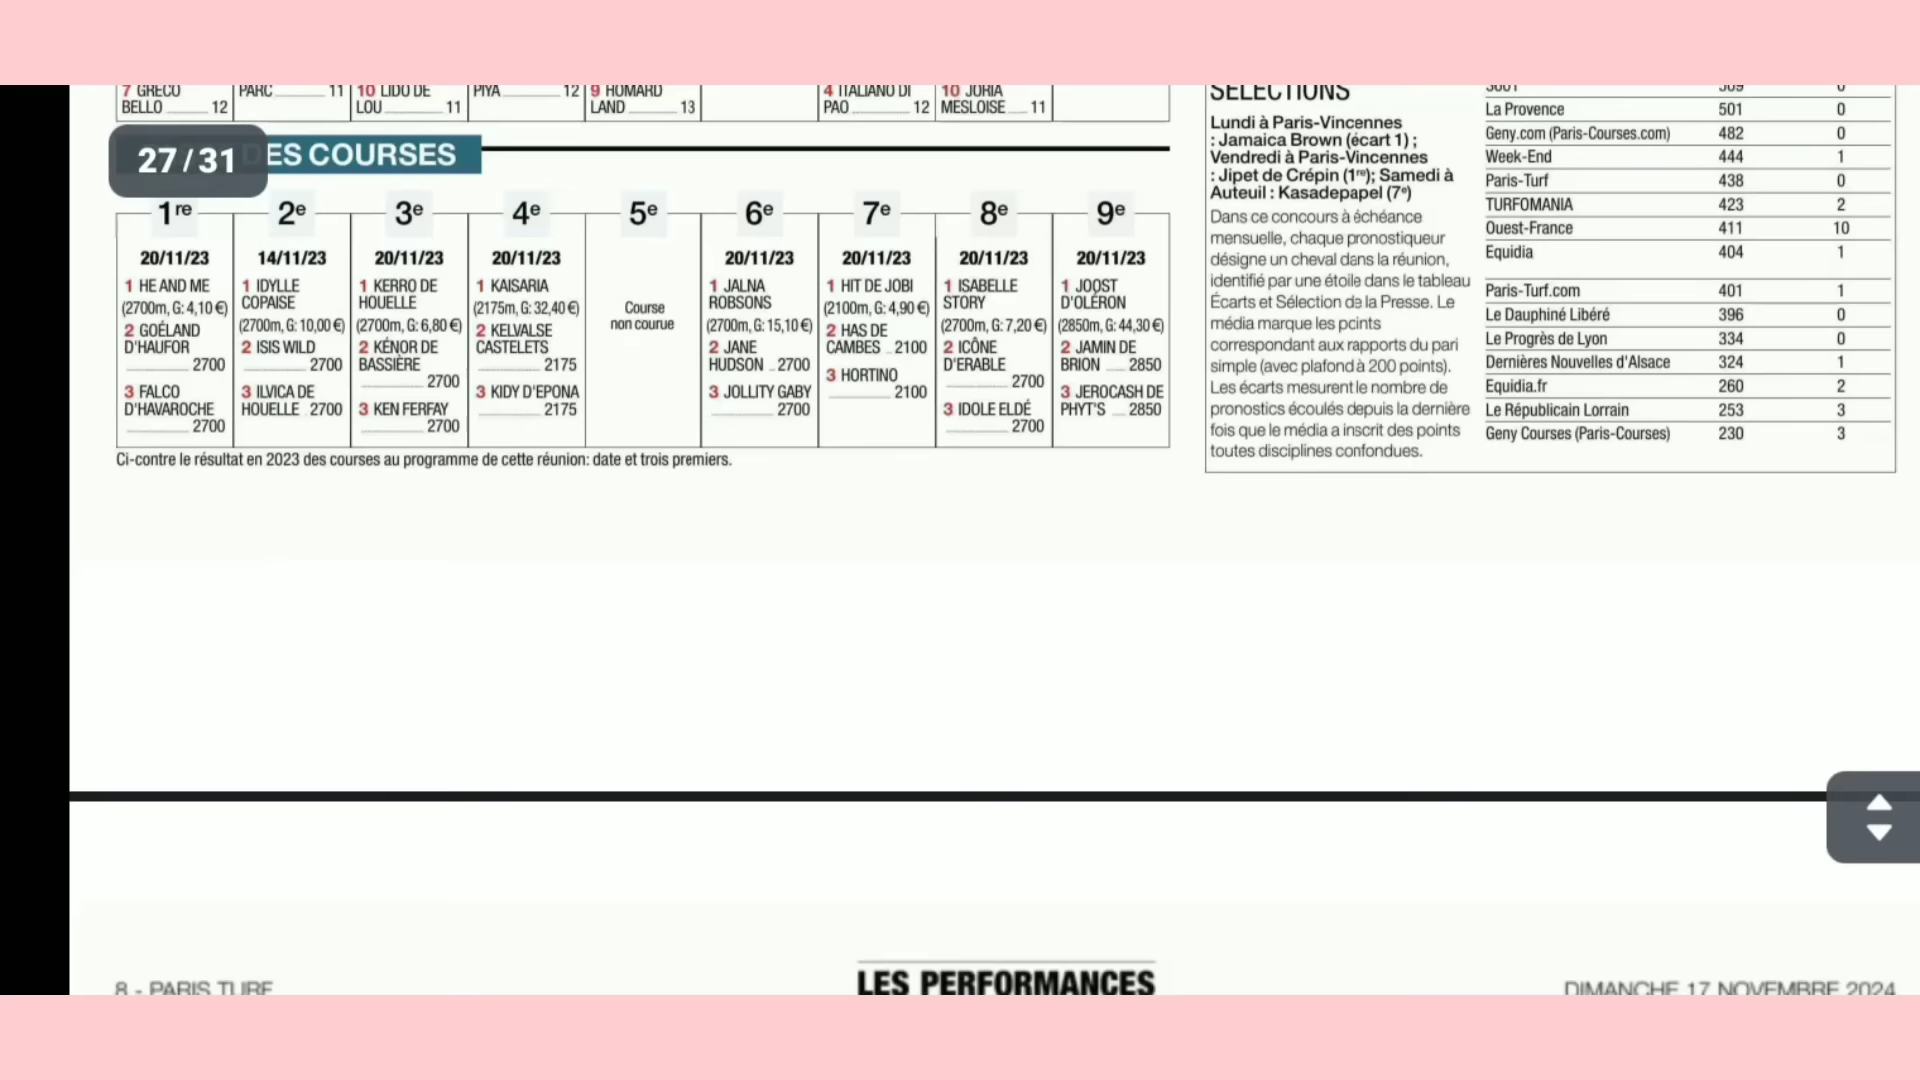 7 GRECO
BELLO 12
PARC 11
10 LIDO DE
LOU 11
PIYA 12
9 HOMARD
LAND 13
4 ITALIANO DI
PAO 12
10 JORIA
MESLOISE 11
27/31
DES COURSES
1re
20/11/23
1 HE AND ME
(2700m, G: 4,10 €)
2 GOÉLAND
D'HAUFOR
2700
3 FALCO
D'HAVAROCHE
2700
2e
14/11/23
1 IDYLLE
COPAISE
(2700m, G: 10,00 €)
2 ISIS WILD
2700
3 ILVICA DE
HOUELLE 2700
3e
20/11/23
1 KERRO DE
HOUELLE
(2700m, G: 6,80 €)
2 KÉNOR DE
BASSIÈRE
2700
3 KEN FERFAY
2700
4e
20/11/23
1 KAISARIA
(2175m, G: 32,40 €)
2 KELVALSE
CASTELETS
2175
3 KIDY D'EPONA
2175
5e
Course
non courue
6e
20/11/23
1 JALNA
ROBSONS
(2700m, G: 15,10 €)
2 JANE
HUDSON 2700
3 JOLLITY GABY
2700
7e
20/11/23
1 HIT DE JOBI
(2100m, G: 4,90 €)
2 HAS DE
CAMBES 2100
3 HORTINO
2100
8e
20/11/23
1 ISABELLE
STORY
(2700m, G: 7,20 €)
2 ICÔNE
D'ERABLE
2700
3 IDOLE ELDÉ
2700
9e
20/11/23
1 JOOST
D'OLÉRON
(2850m, G: 44,30 €)
2 JAMIN DE
BRION 2850
3 JEROCASH DE
PHYT'S 2850
Ci-contre le résultat en 2023 des courses au programme de cette réunion: date et trois premiers.
SÉLECTIONS
Lundi à Paris-Vincennes
: Jamaica Brown (écart 1) ;
Vendredi à Paris-Vincennes
: Jipet de Crépin (1re); Samedi à
Auteuil : Kasadepapel (7e)
Dans ce concours à échéance
mensuelle, chaque pronostiqueur
désigne un cheval dans la réunion,
identifié par une étoile dans le tableau
Écarts et Sélection de la Presse. Le
média marque les points
correspondant aux rapports du pari
simple (avec plafond à 200 points).
Les écarts mesurent le nombre de
pronostics écoulés depuis la dernière
fois que le média a inscrit des points
toutes disciplines confondues.
La Provence 501 0
Geny.com (Paris-Courses.com) 482 0
Week-End 444 1
Paris-Turf 438 0
TURFOMANIA 423 2
Ouest-France 411 10
Equidia 404 1
Paris-Turf.com 401 1
Le Dauphiné Libéré 396 0
Le Progrès de Lyon 334 0
Dernières Nouvelles d'Alsace 324 1
Equidia.fr 260 2
Le Républicain Lorrain 253 3
Geny Courses (Paris-Courses) 230 3
8 - PARIS TURF
LES PERFORMANCES
DIMANCHE 17 NOVEMBRE 2024